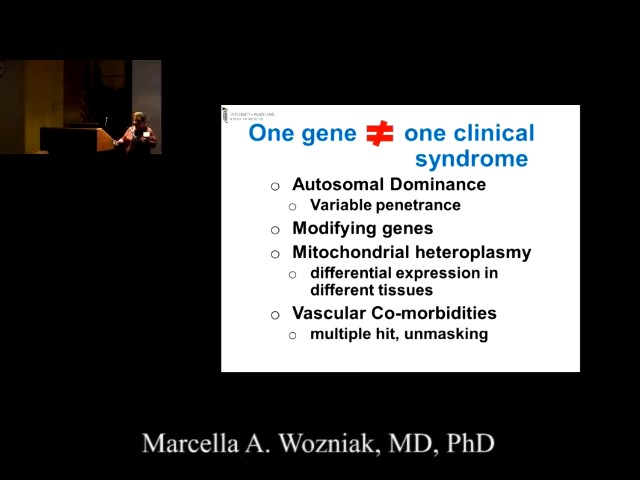 One gene ≠ one clinical
syndrome
○ Autosomal Dominance
○ Variable penetrance
○ Modifying genes
○ Mitochondrial heteroplasmy
○ differential expression in
different tissues
○ Vascular Co-morbidities
○ multiple hit, unmasking
Marcella A. Wozniak, MD, PhD